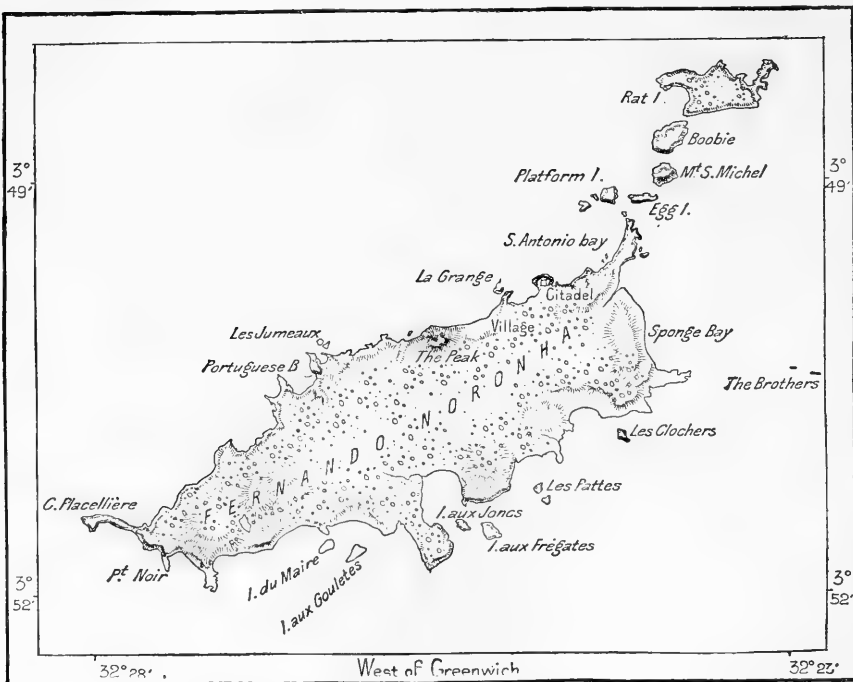 Rat I.
Boobie
3°
49'
3°
49'
Mt S. Michel
Platform I.
Egg I.
S. Antonio bay
La Grange
Citadel
Village
Sponge Bay
Les Jumeaux
The Peak
Portuguese B
The Brothers
FERNANDO NORONHA
Les Clochers
Les Pattes
C. Placellière
I. aux Joncs
I. aux Frégates
Pt. Noir
I. du Maire
I. aux Gouletes
3°
52'
3°
52'
32° 28'
West of Greenwich
32° 23'